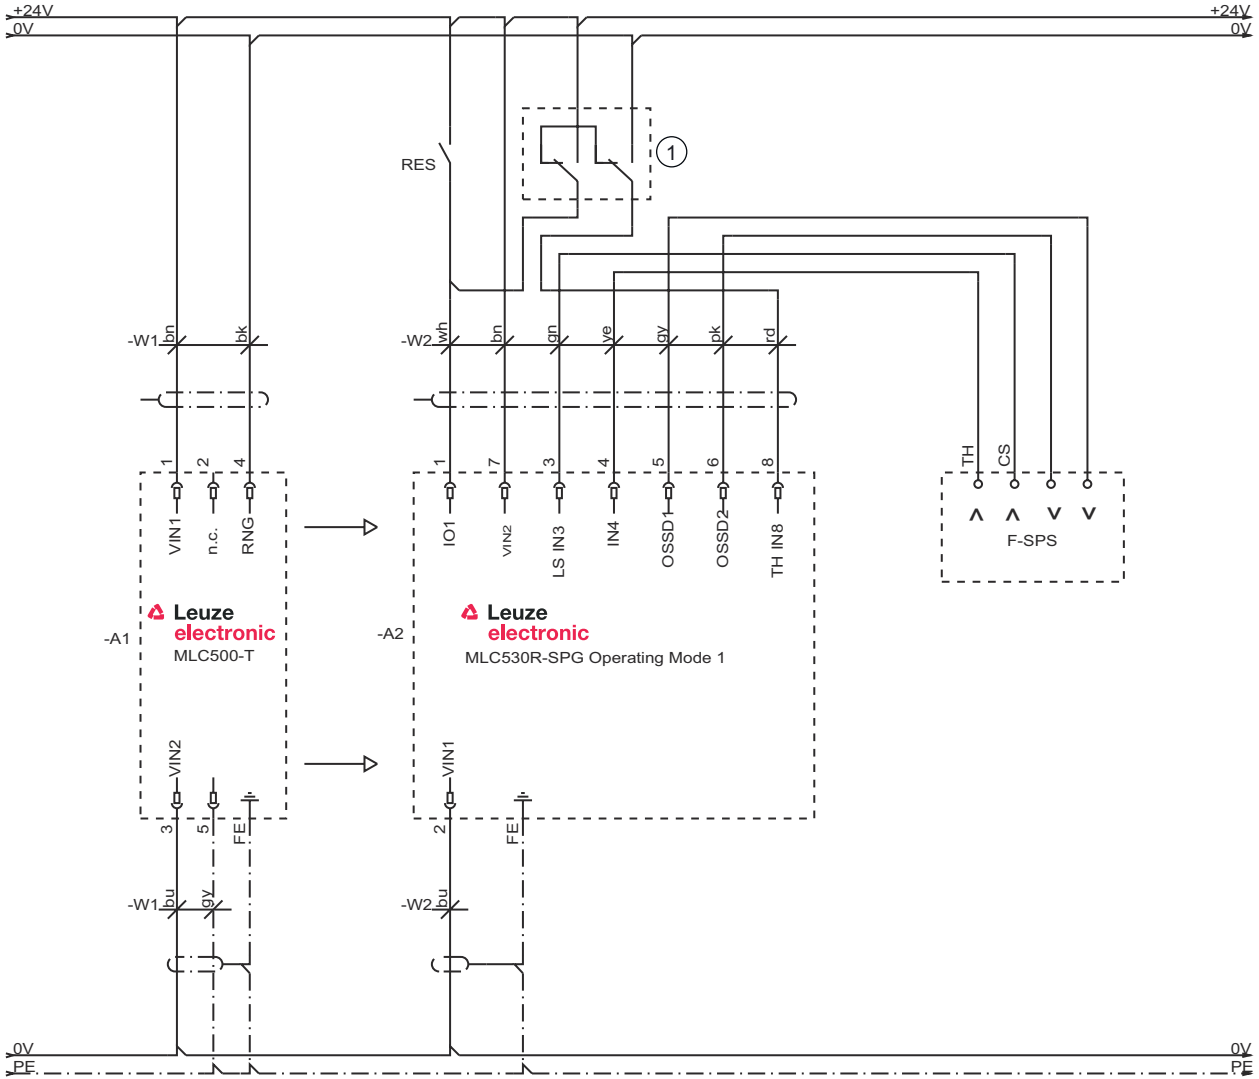 +24V
+24V
0V
0V
1
RES
-W1
bn
bk
-W2
wh
bn
gn
ye
gy
pk
rd
1
2
4
1
7
3
4
5
6
8
TH
CS
VIN1
n.c.
RNG
IO1
VIN2
LS IN3
IN4
OSSD1
OSSD2
TH IN8
F-SPS
Leuze
electronic
MLC500-T
-A1
Leuze
electronic
MLC530R-SPG Operating Mode 1
-A2
VIN2
VIN1
3
5
FE
2
FE
-W1
bu
gy
-W2
bu
0V
0V
PE
PE